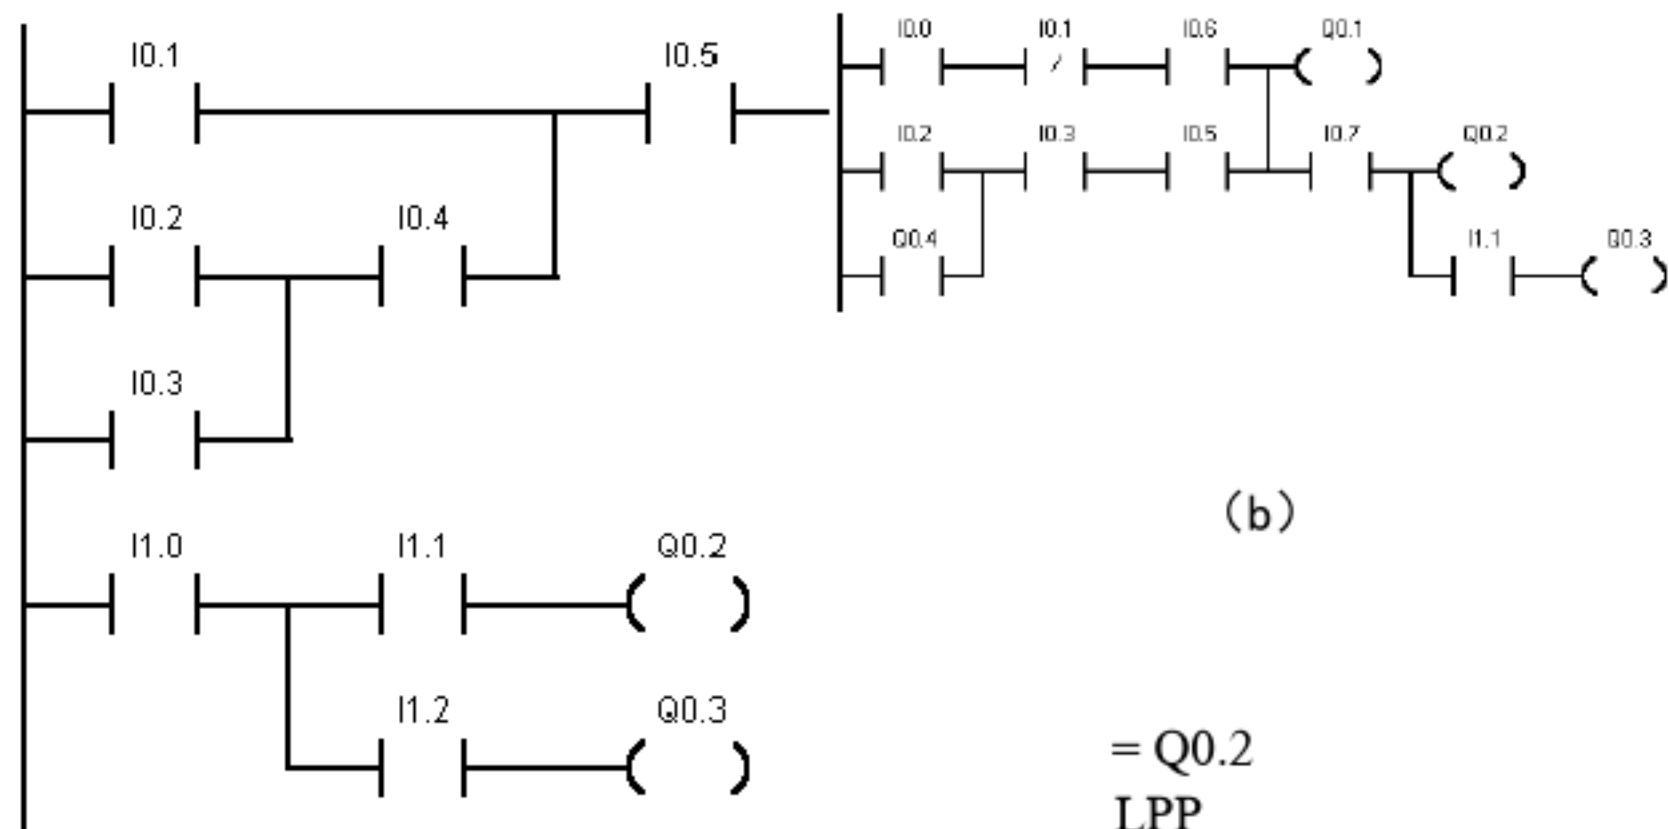 I0.1 I0.5
I0.2 I0.4
I0.3
I1.0 I1.1 Q0.2
I1.2 Q0.3
I0.0 I0.1 I0.6 Q0.1
I0.2 I0.3 I0.5 I0.7 Q0.2
Q0.4 I1.1 Q0.3
（b）
= Q0.2
LPP